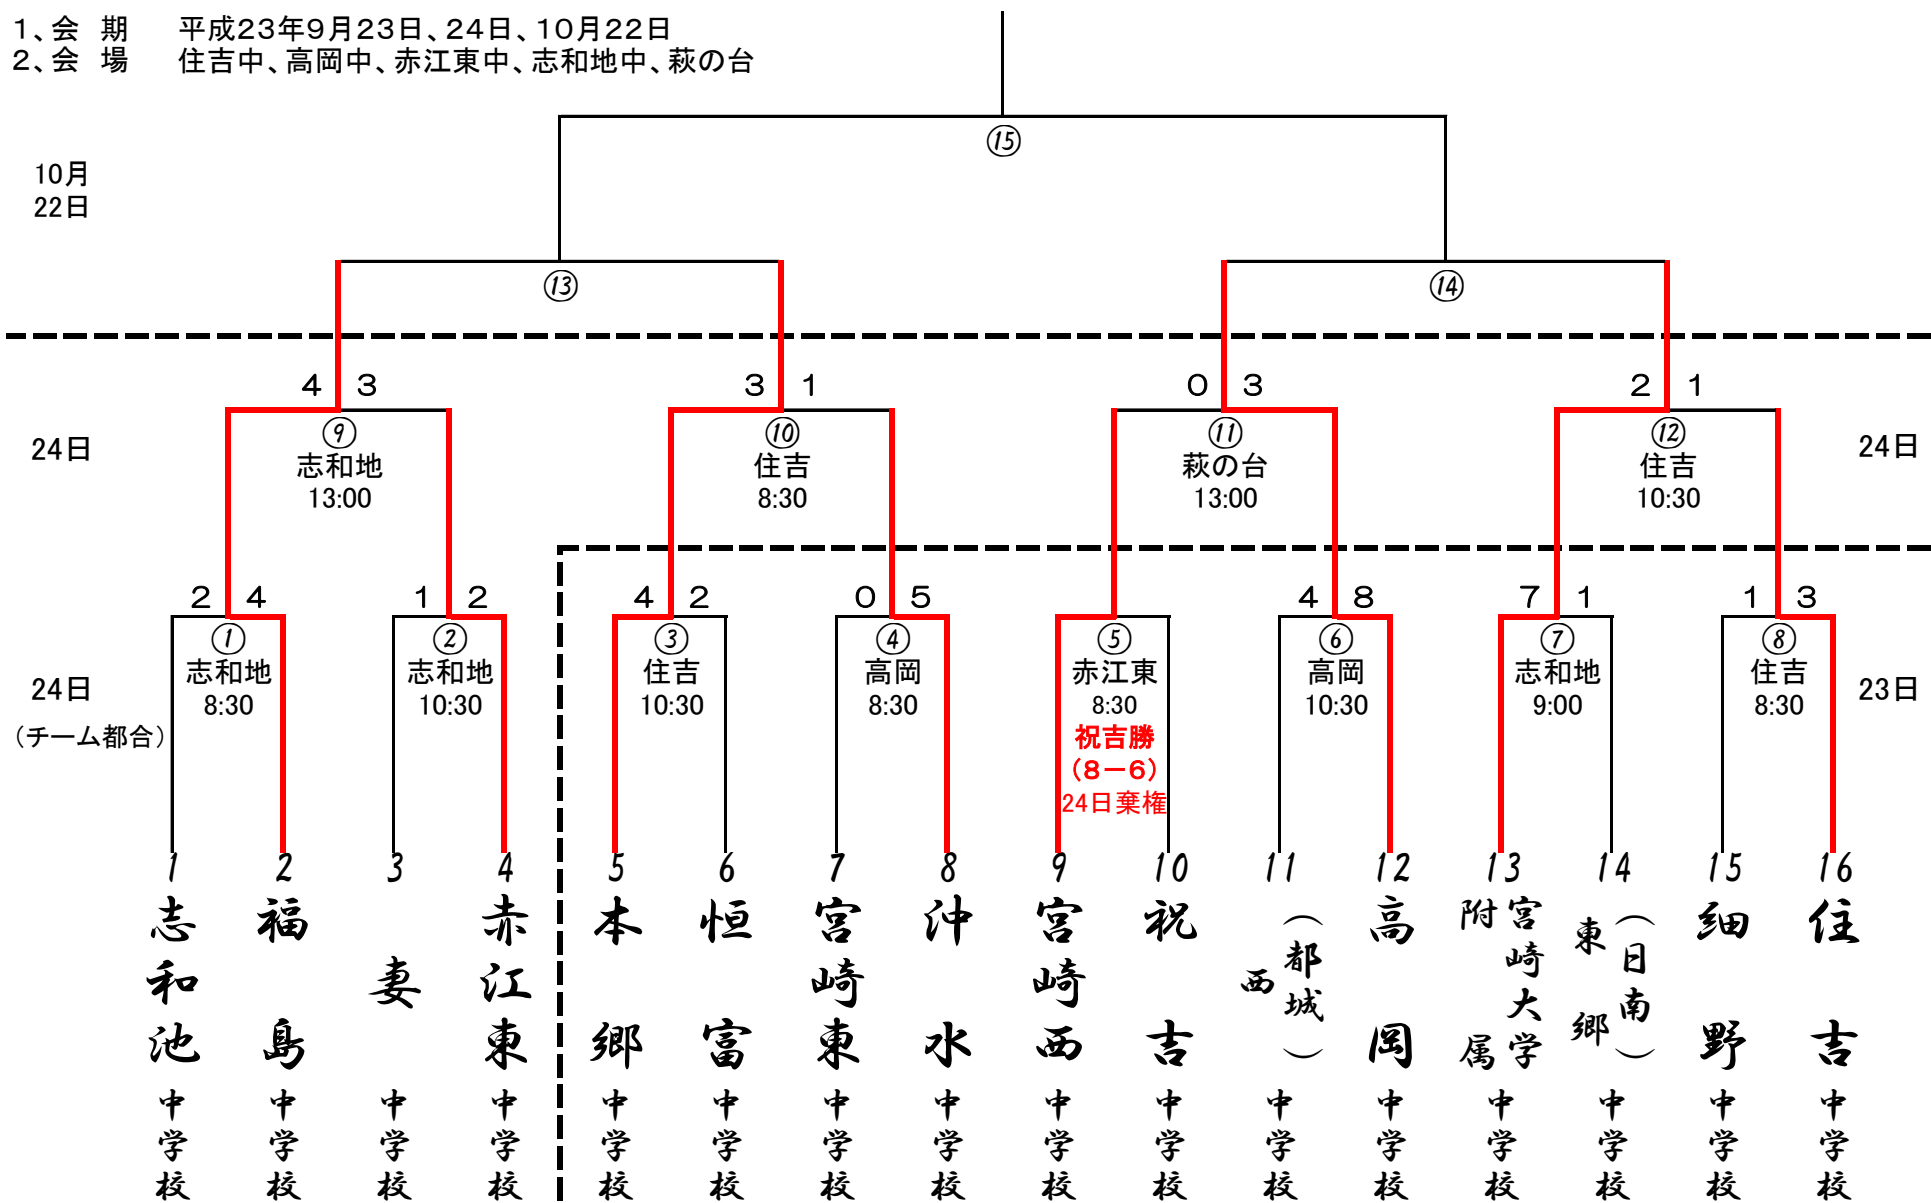 1、会 期 平成23年9月23日、24日、10月22日
2、会 場 住吉中、高岡中、赤江東中、志和地中、萩の台
⑮
10月
22日
⑬ ⑭
4 3 3 1 0 3 2 1
⑨ ⑩ ⑪ ⑫
24日 志和地 住吉 萩の台 住吉 24日
13:00 8:30 13:00 10:30
2 4 1 2 4 2 0 5 4 8 7 1 1 3
① ② ③ ④ ⑤ ⑥ ⑦ ⑧
志和地 志和地 住吉 高岡 赤江東 高岡 志和地 住吉
24日 8:30 10:30 10:30 8:30 8:30 10:30 9:00 8:30 23日
(チーム都合)
祝吉勝
(8-6)
24日棄権
1 志和池中学校
2 福島中学校
3 妻中学校
4 赤江東中学校
5 本郷中学校
6 恒富中学校
7 宮崎東中学校
8 沖水中学校
9 宮崎西中学校
10 祝吉中学校
11 (都城)西中学校
12 高岡中学校
13 宮崎大学附属中学校
14 (日南)東郷中学校
15 細野中学校
16 住吉中学校